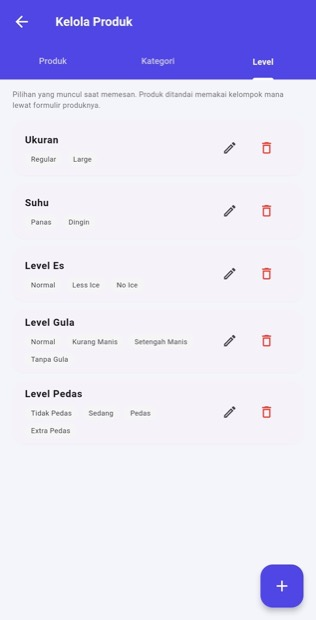 Kelola Produk
Produk
Kategori
Level
Pilihan yang muncul saat memesan. Produk ditandai memakai kelompok mana
lewat formulir produknya.
Ukuran
Regular Large
Suhu
Panas Dingin
Level Es
Normal Less Ice No Ice
Level Gula
Normal Kurang Manis Setengah Manis
Tanpa Gula
Level Pedas
Tidak Pedas Sedang Pedas
Extra Pedas